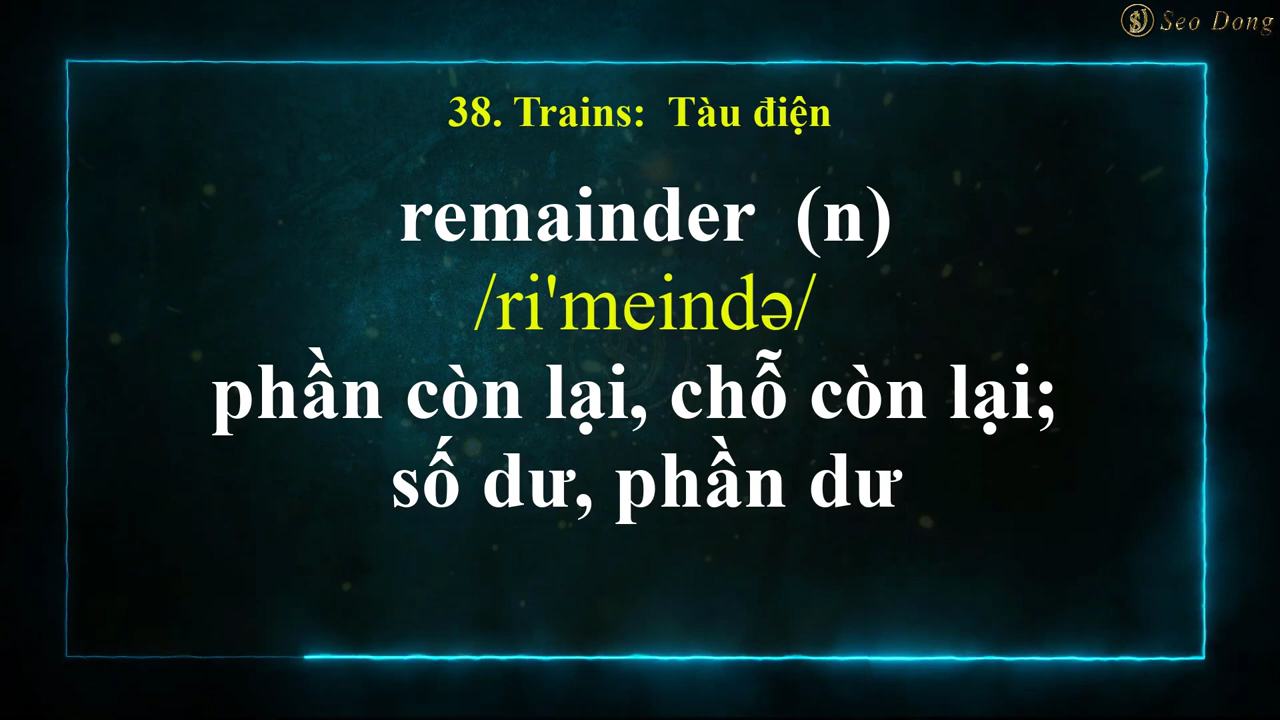 Seo Dong
38. Trains: Tàu điện
remainder (n)
/ri'meində/
phần còn lại, chỗ còn lại;
số dư, phần dư